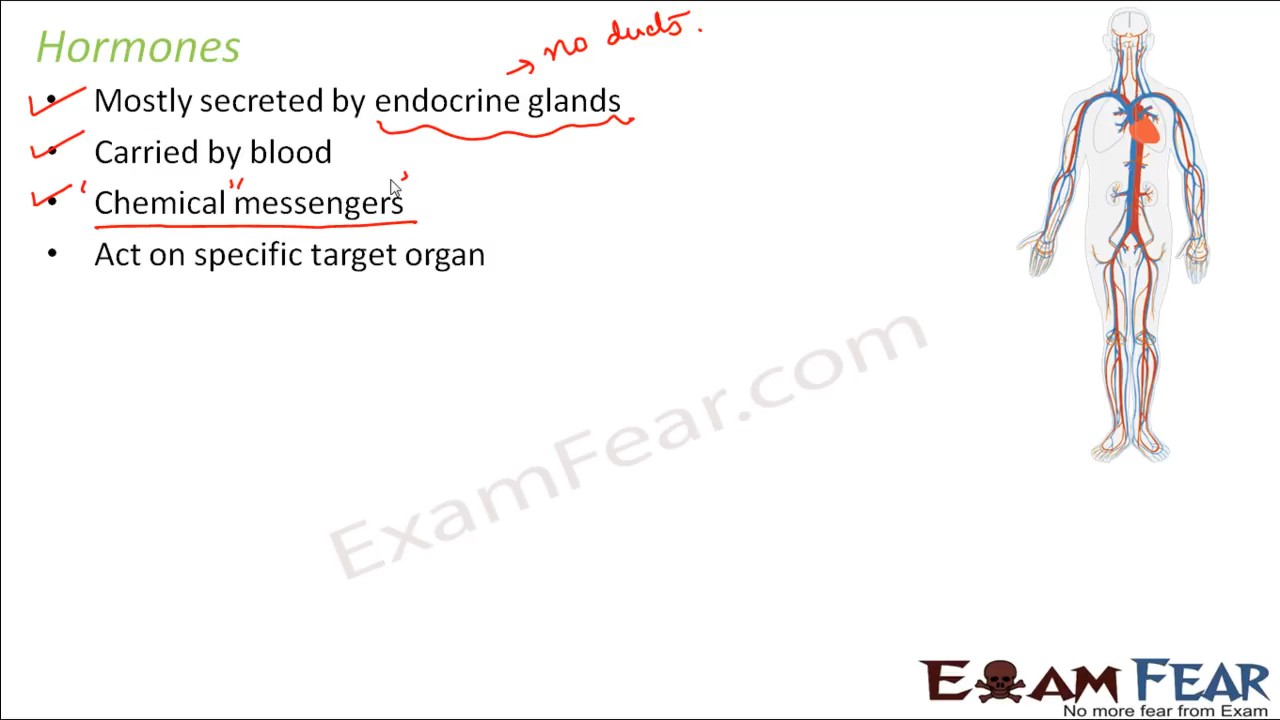 Hormones
no ducts.
→
• Mostly secreted by endocrine glands
• Carried by blood
• Chemical messengers
• Act on specific target organ
ExamFear.com
EXAM FEAR
No more fear from Exam